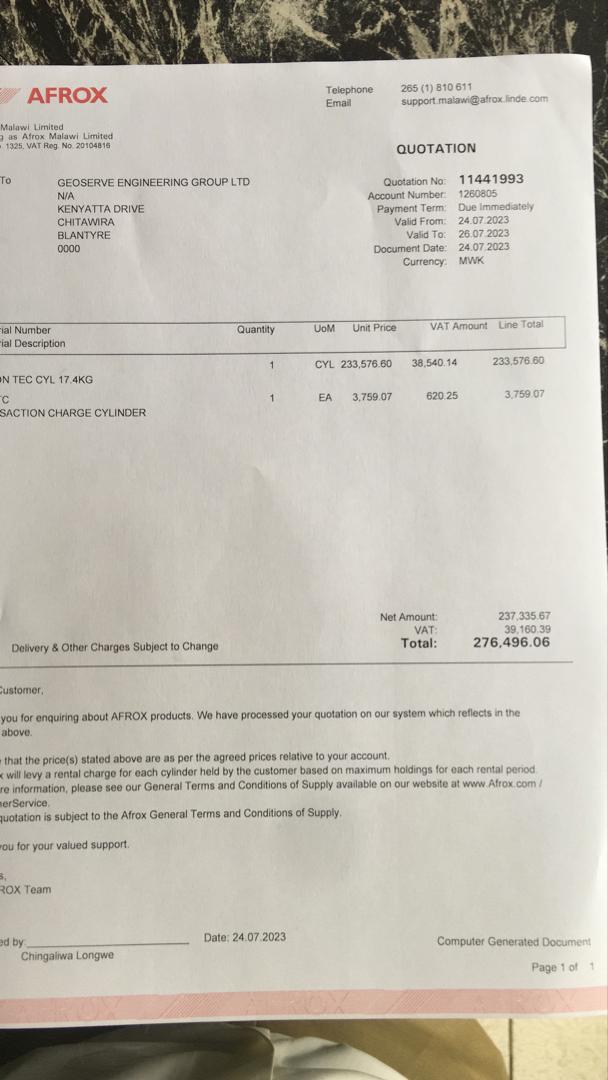 AFROX
Telephone 265 (1) 810 611
Email support.malawi@afrox.linde.com
Malawi Limited
g as Afrox Malawi Limited
1325, VAT Reg. No. 20104816
QUOTATION
To GEOSERVE ENGINEERING GROUP LTD
N/A
KENYATTA DRIVE
CHITAWIRA
BLANTYRE
0000
Quotation No: 11441993
Account Number: 1260805
Payment Term: Due Immediately
Valid From: 24.07.2023
Valid To: 26.07.2023
Document Date: 24.07.2023
Currency: MWK
rial Number Quantity UoM Unit Price VAT Amount Line Total
rial Description
1 CYL 233,576.60 38,540.14 233,576.60
ON TEC CYL 17.4KG
C 1 EA 3,759.07 620.25 3,759.07
SACTION CHARGE CYLINDER
Net Amount: 237,335.67
VAT: 39,160.39
Delivery & Other Charges Subject to Change Total: 276,496.06
Customer,
you for enquiring about AFROX products. We have processed your quotation on our system which reflects in the
above.
that the price(s) stated above are as per the agreed prices relative to your account.
x will levy a rental charge for each cylinder held by the customer based on maximum holdings for each rental period.
re information, please see our General Terms and Conditions of Supply available on our website at www.Afrox.com /
nerService.
quotation is subject to the Afrox General Terms and Conditions of Supply.
you for your valued support.
s,
ROX Team
ed by: Date: 24.07.2023 Computer Generated Document
Chingaliwa Longwe
Page 1 of 1